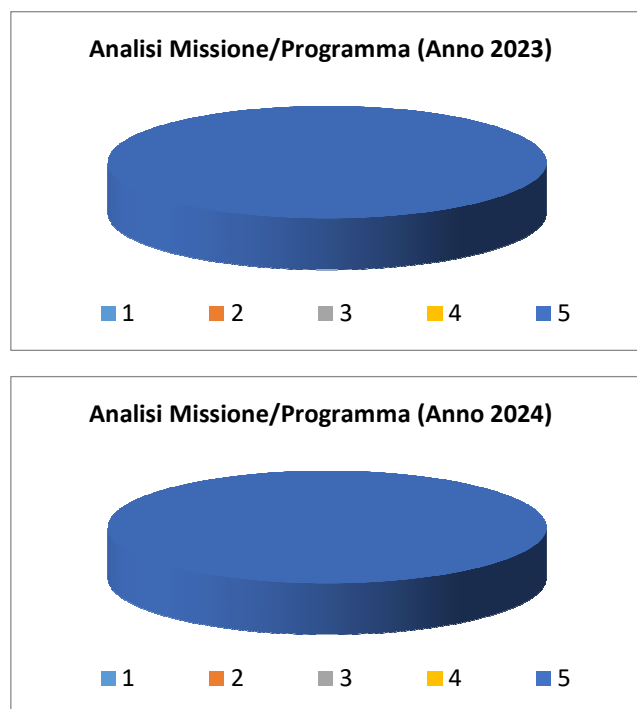 Analisi Missione/Programma (Anno 2023)
1 2 3 4 5
Analisi Missione/Programma (Anno 2024)
1 2 3 4 5